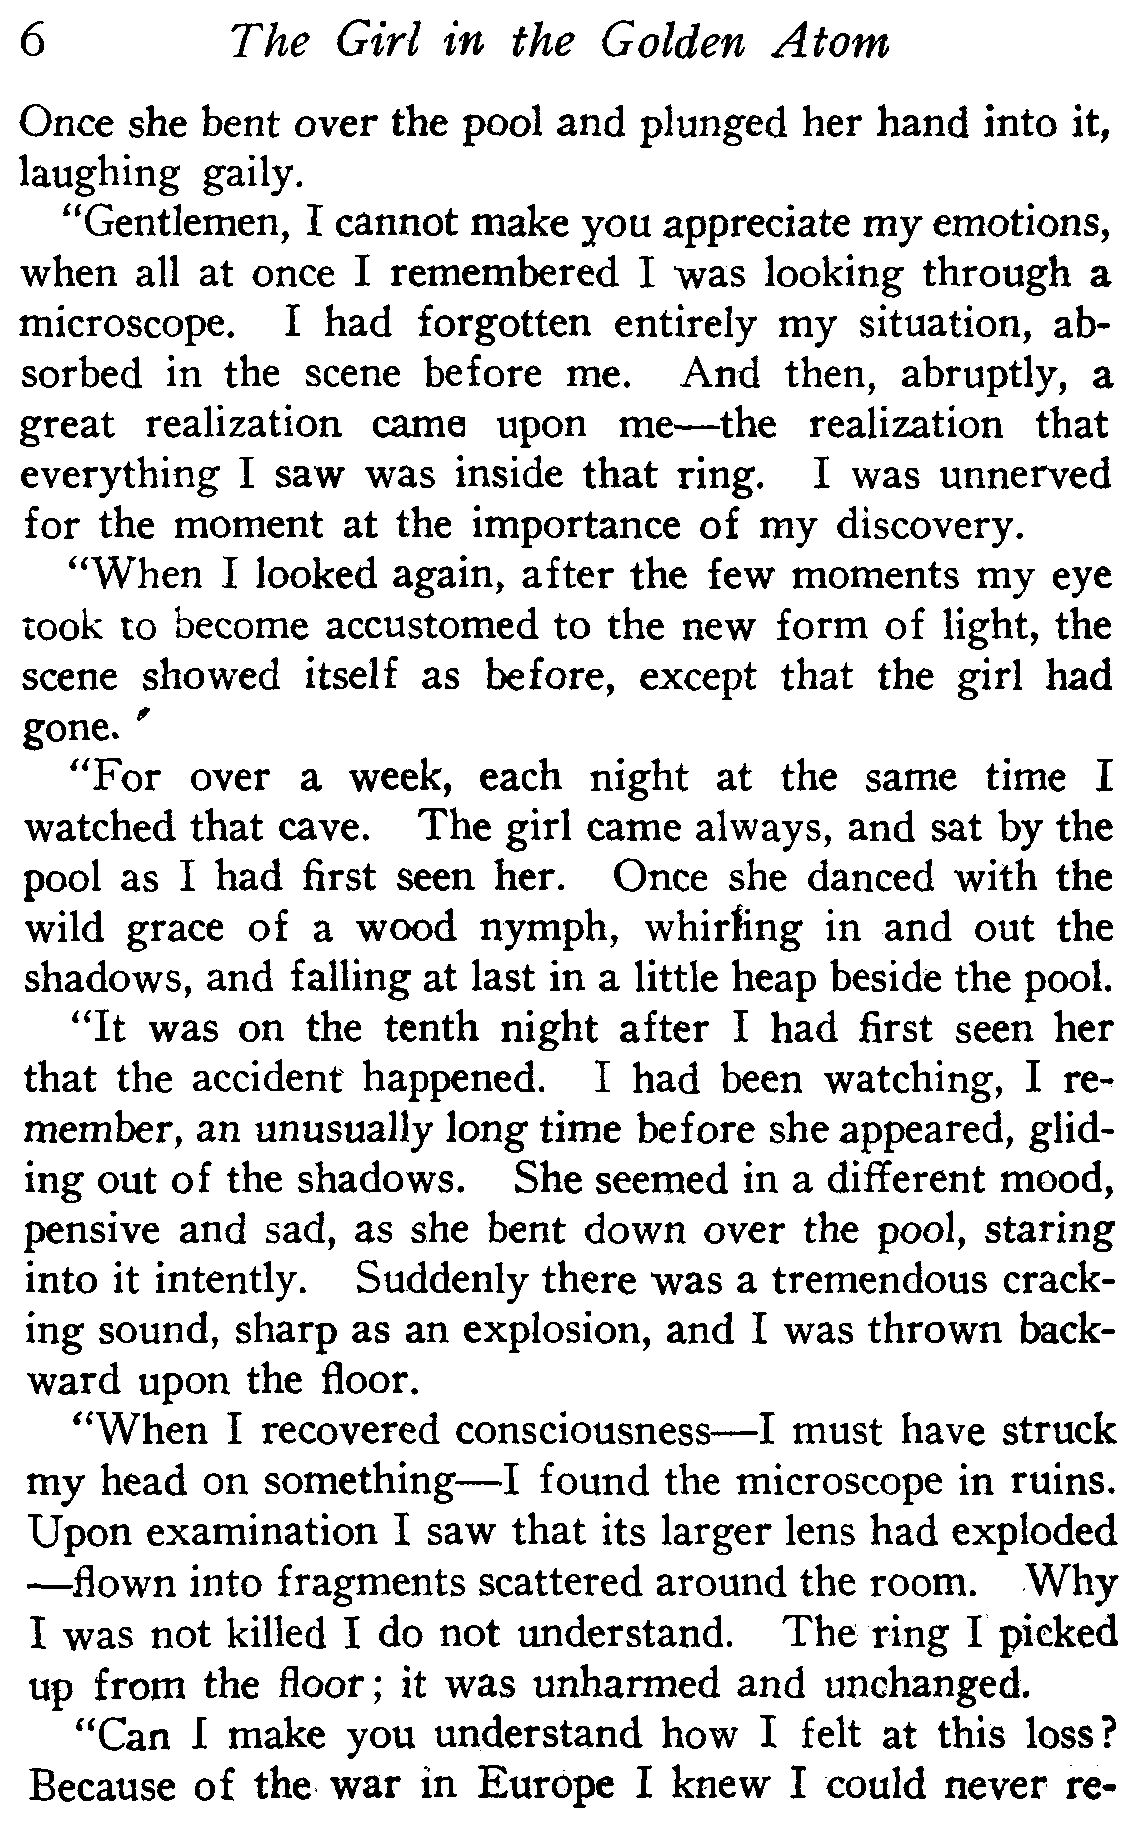 6 The Girl in the Golden Atom
Once she bent over the pool and plunged her hand into it,
laughing gaily.
“Gentlemen, I cannot make you appreciate my emotions,
when all at once I remembered I was looking through a
microscope. I had forgotten entirely my situation, ab-
sorbed in the scene before me. And then, abruptly, a
great realization came upon me—the realization that
everything I saw was inside that ring. I was unnerved
for the moment at the importance of my discovery.
“When I looked again, after the few moments my eye
took to become accustomed to the new form of light, the
scene showed itself as before, except that the girl had
gone.
“For over a week, each night at the same time I
watched that cave. The girl came always, and sat by the
pool as I had first seen her. Once she danced with the
wild grace of a wood nymph, whirling in and out the
shadows, and falling at last in a little heap beside the pool.
“It was on the tenth night after I had first seen her
that the accident happened. I had been watching, I re-
member, an unusually long time before she appeared, glid-
ing out of the shadows. She seemed in a different mood,
pensive and sad, as she bent down over the pool, staring
into it intently. Suddenly there was a tremendous crack-
ing sound, sharp as an explosion, and I was thrown back-
ward upon the floor.
“When I recovered consciousness—I must have struck
my head on something—I found the microscope in ruins.
Upon examination I saw that its larger lens had exploded
—flown into fragments scattered around the room. Why
I was not killed I do not understand. The ring I picked
up from the floor; it was unharmed and unchanged.
“Can I make you understand how I felt at this loss?
Because of the war in Europe I knew I could never re-